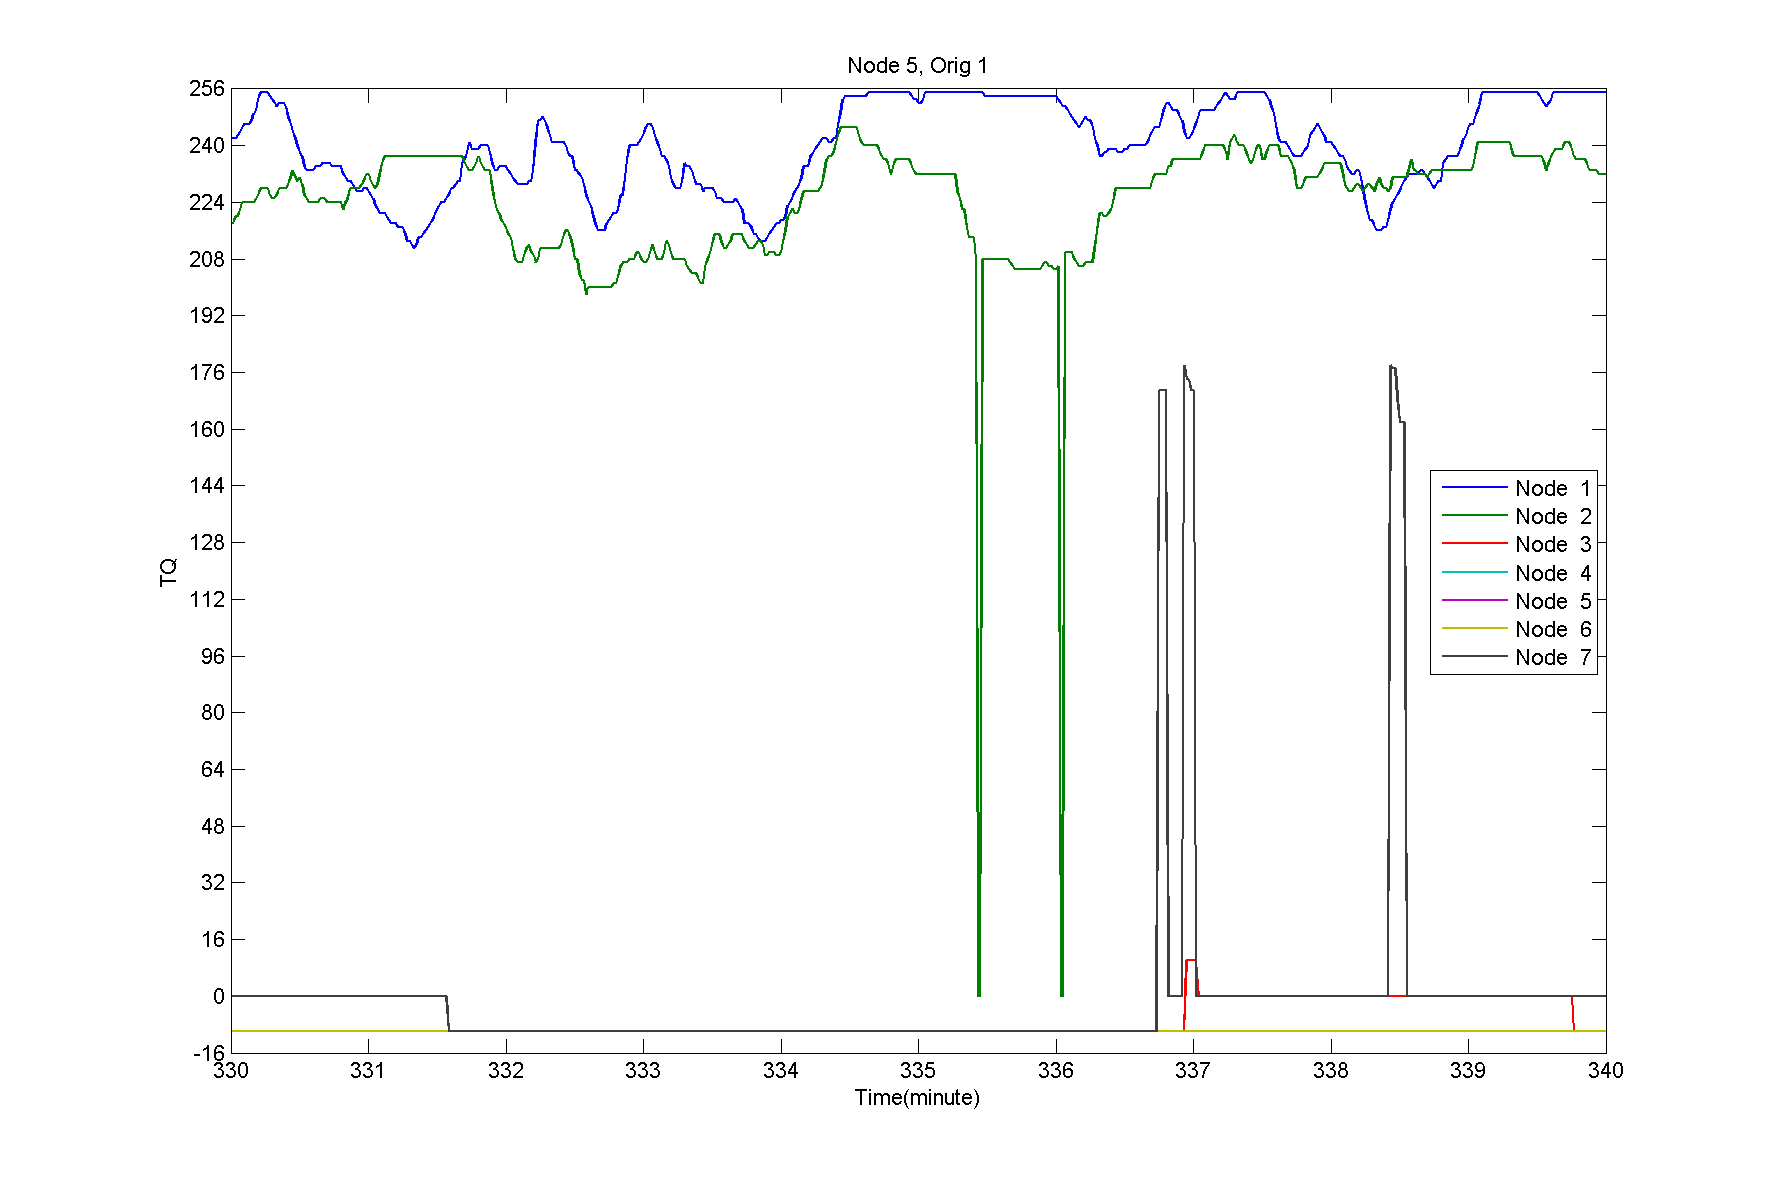 Node 5, Orig 1
256
240
224
208
192
176
160
144
128
112
96
80
64
48
32
16
0
-16
TQ
Node 1
Node 2
Node 3
Node 4
Node 5
Node 6
Node 7
330 331 332 333 334 335 336 337 338 339 340
Time(minute)